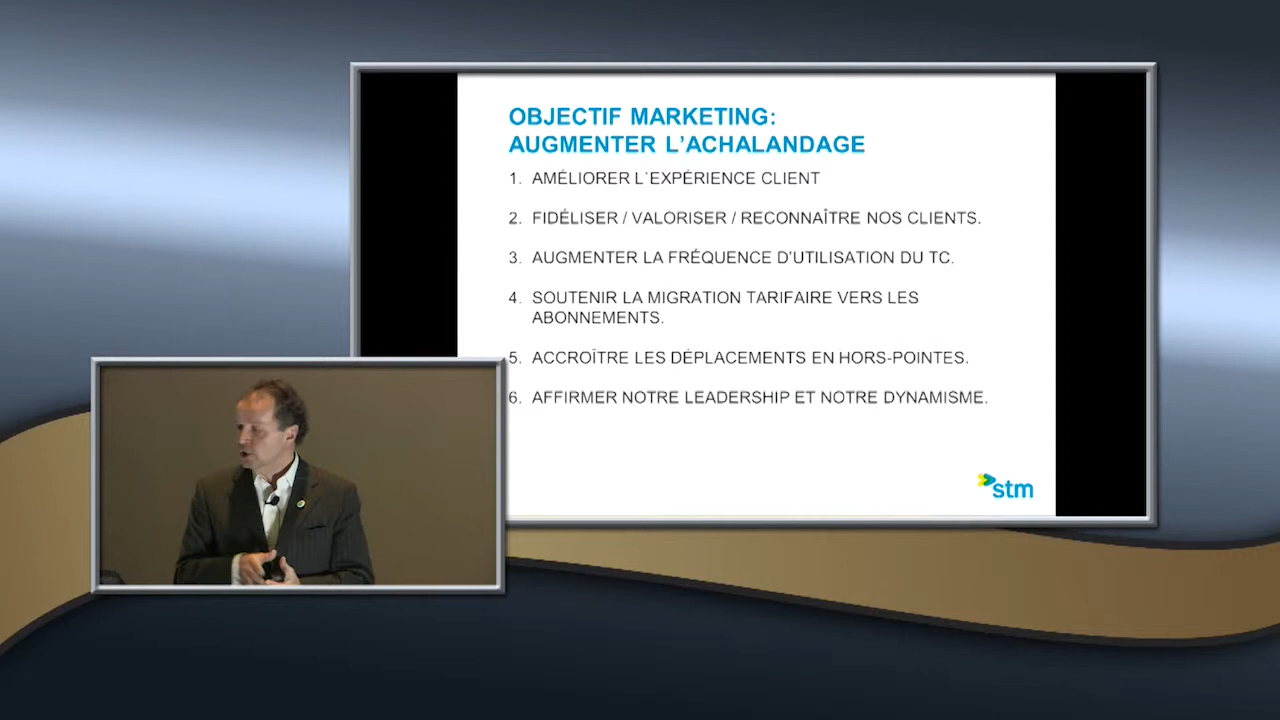 OBJECTIF MARKETING:
AUGMENTER L'ACHALANDAGE
1. AMÉLIORER L'EXPÉRIENCE CLIENT
2. FIDÉLISER / VALORISER / RECONNAÎTRE NOS CLIENTS.
3. AUGMENTER LA FRÉQUENCE D'UTILISATION DU TC.
4. SOUTENIR LA MIGRATION TARIFAIRE VERS LES
ABONNEMENTS.
5. ACCROÎTRE LES DÉPLACEMENTS EN HORS-POINTES.
6. AFFIRMER NOTRE LEADERSHIP ET NOTRE DYNAMISME.
stm